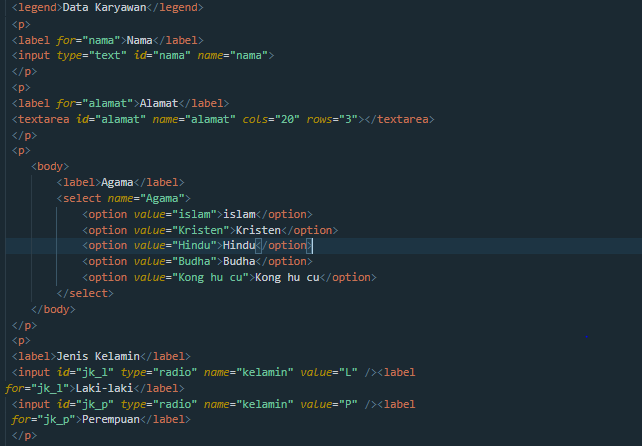 <legend>Data Karyawan</legend>
<p>
<label for="nama">Nama</label>
<input type="text" id="nama" name="nama">
</p>
<p>
<label for="alamat">Alamat</label>
<textarea id="alamat" name="alamat" cols="20" rows="3"></textarea>
</p>
<p>
<body>
<label>Agama</label>
<select name="Agama">
<option value="islam">islam</option>
<option value="Kristen">Kristen</option>
<option value="Hindu">Hindu</option>
<option value="Budha">Budha</option>
<option value="Kong hu cu">Kong hu cu</option>
</select>
</body>
</p>
<p>
<label>Jenis Kelamin</label>
<input id="jk_l" type="radio" name="kelamin" value="L" /><label
for="jk_l">Laki-laki</label>
<input id="jk_p" type="radio" name="kelamin" value="P" /><label
for="jk_p">Perempuan</label>
</p>